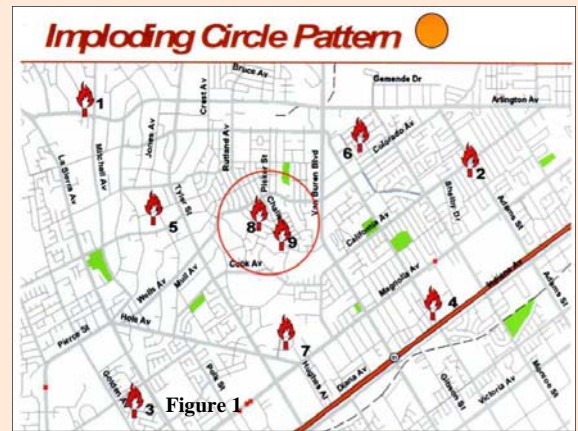 Imploding Circle Pattern
Bruce Av
Gemende Dr
Arlington Av
1
Crest Av
Rutland Av
Jones Av
Mitchell Av
La Sierra Av
6
Colorado Av
2
Van Buren Blvd
Tyler St
5
8
9
Shelby Dr
Adams St
California Av
Cook Av
Wells Av
Mull Av
Magnolia Av
Indiana Av
Adams St
4
Hole Av
Pierce St
7
Hughes Al
Diana Av
Polk St
Golden Av
3
Figure 1
Gibson St
Victoria Av
Monroe St